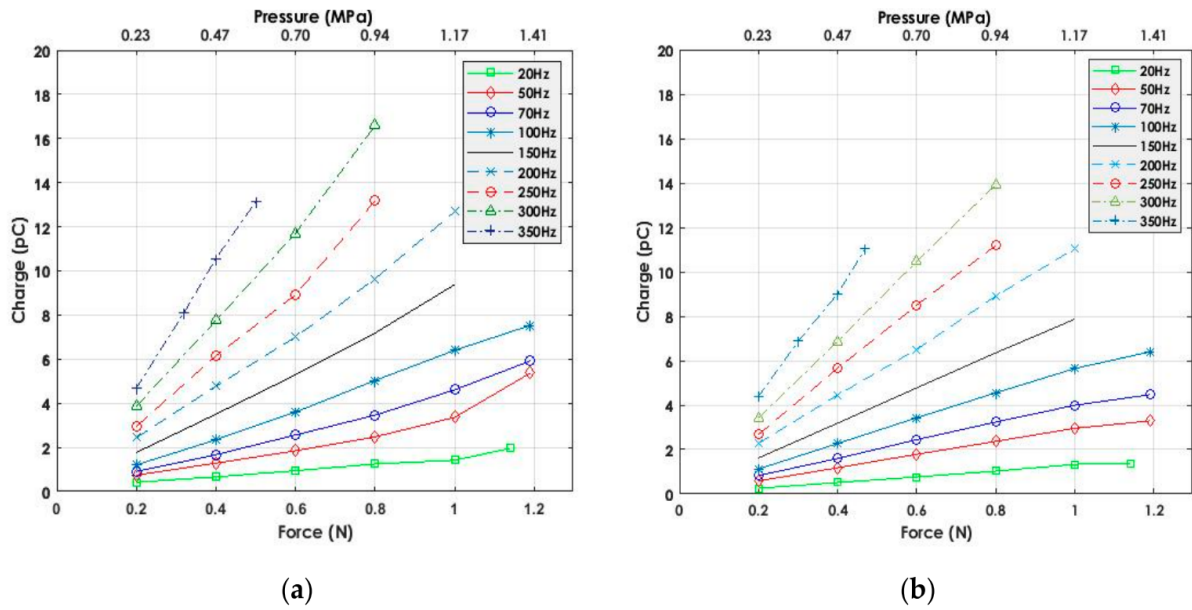 Pressure (MPa)
0.23 0.47 0.70 0.94 1.17 1.41
20
18
16
14
12
10
8
6
4
2
0
Charge (pC)
20Hz
50Hz
70Hz
100Hz
150Hz
200Hz
250Hz
300Hz
350Hz
0 0.2 0.4 0.6 0.8 1 1.2
Force (N)
(a)
Pressure (MPa)
0.23 0.47 0.70 0.94 1.17 1.41
20
18
16
14
12
10
8
6
4
2
0
Charge (pC)
20Hz
50Hz
70Hz
100Hz
150Hz
200Hz
250Hz
300Hz
350Hz
0 0.2 0.4 0.6 0.8 1 1.2
Force (N)
(b)